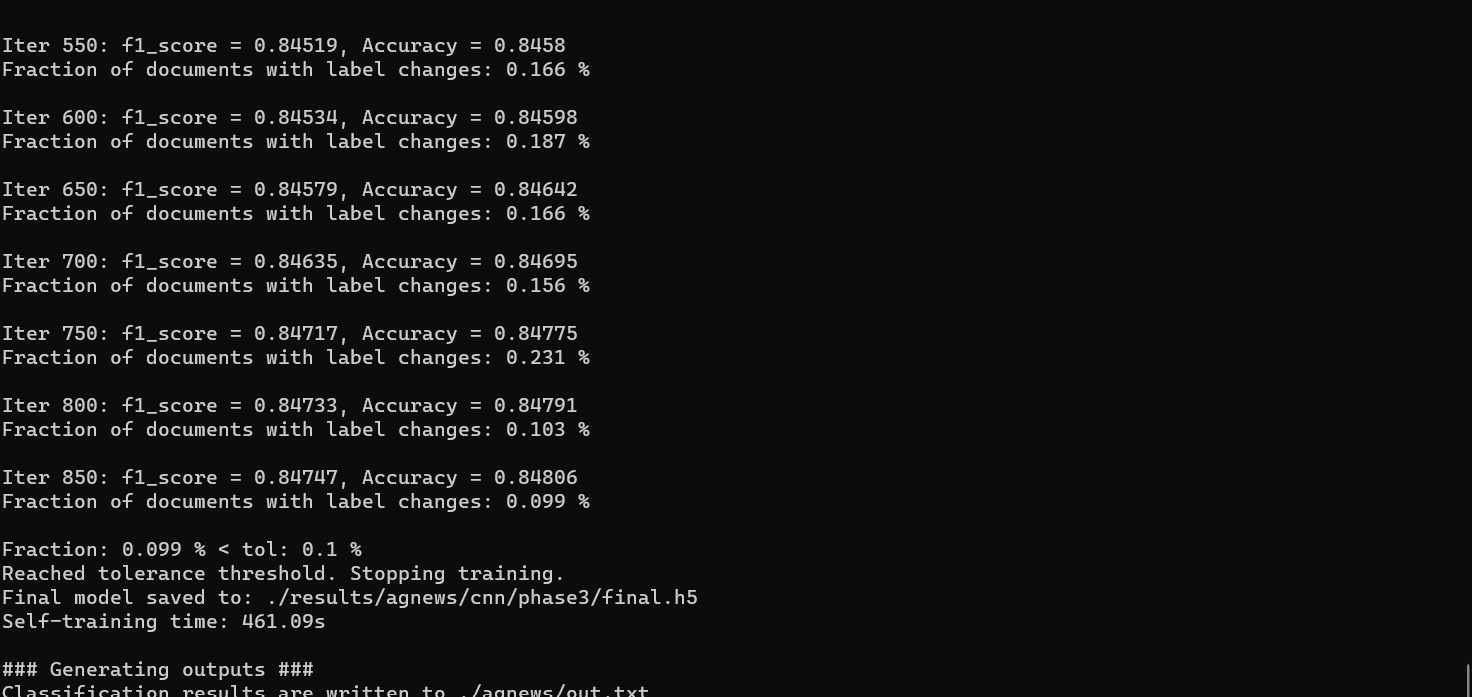 Iter 550: f1_score = 0.84519, Accuracy = 0.8458
Fraction of documents with label changes: 0.166 %
Iter 600: f1_score = 0.84534, Accuracy = 0.84598
Fraction of documents with label changes: 0.187 %
Iter 650: f1_score = 0.84579, Accuracy = 0.84642
Fraction of documents with label changes: 0.166 %
Iter 700: f1_score = 0.84635, Accuracy = 0.84695
Fraction of documents with label changes: 0.156 %
Iter 750: f1_score = 0.84717, Accuracy = 0.84775
Fraction of documents with label changes: 0.231 %
Iter 800: f1_score = 0.84733, Accuracy = 0.84791
Fraction of documents with label changes: 0.103 %
Iter 850: f1_score = 0.84747, Accuracy = 0.84806
Fraction of documents with label changes: 0.099 %
Fraction: 0.099 % < tol: 0.1 %
Reached tolerance threshold. Stopping training.
Final model saved to: ./results/agnews/cnn/phase3/final.h5
Self-training time: 461.09s
### Generating outputs ###
Classification results are written to ./agnews/out.txt